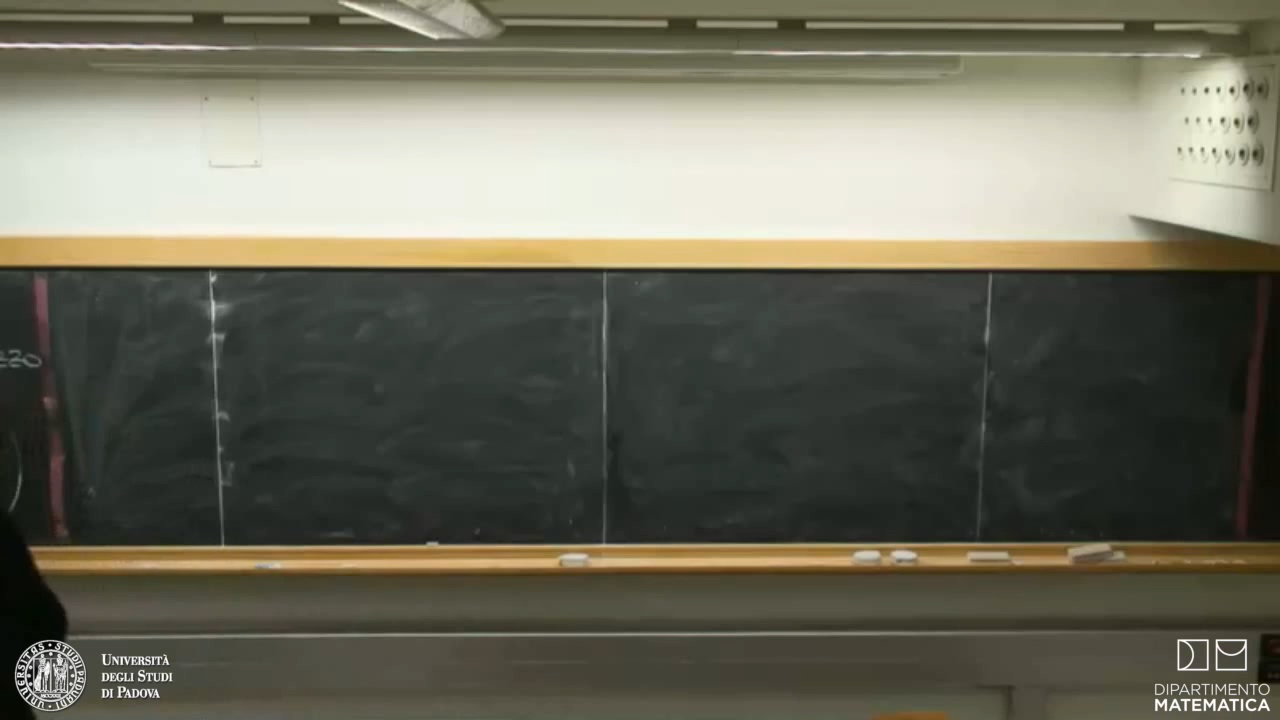 UNIVERSITÀ
DEGLI STUDI
DI PADOVA
DIPARTIMENTO
MATEMATICA